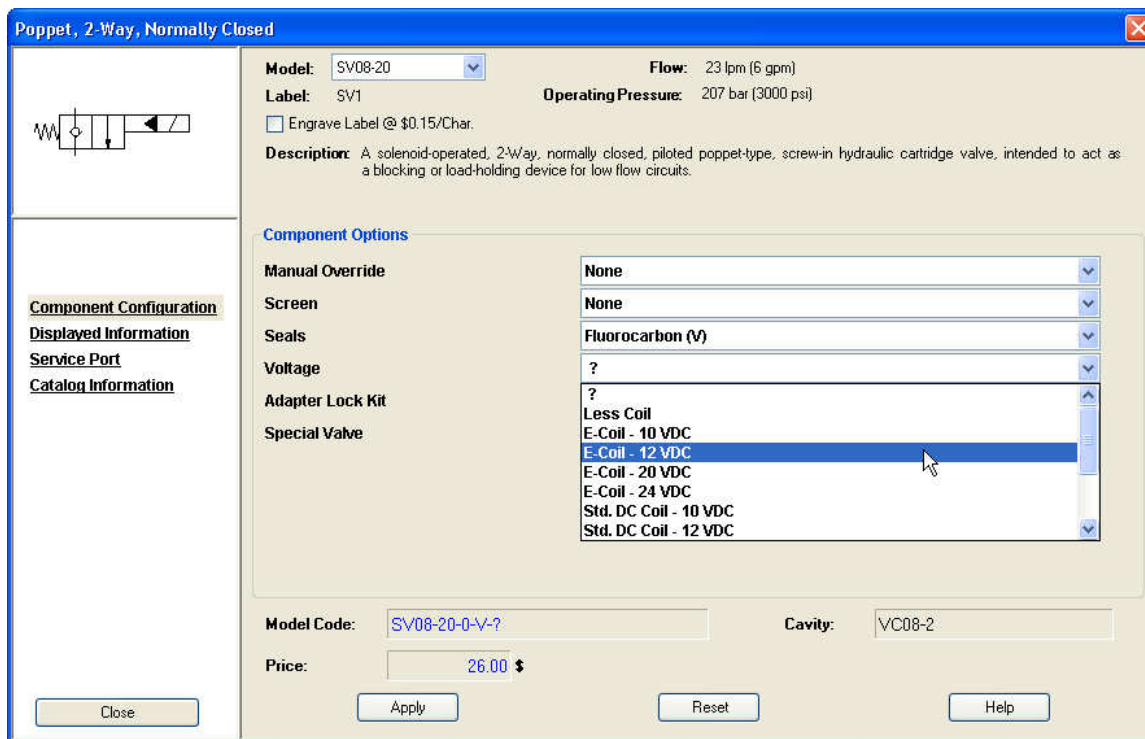 Poppet, 2-Way, Normally Closed
Model: SV08-20 Flow: 23 lpm (6 gpm)
Label: SV1 Operating Pressure: 207 bar (3000 psi)
Engrave Label @ $0.15/Char.
Description: A solenoid-operated, 2-Way, normally closed, piloted poppet-type, screw-in hydraulic cartridge valve, intended to act as
a blocking or load-holding device for low flow circuits.
Component Configuration
Displayed Information
Service Port
Catalog Information
Component Options
Manual Override None
Screen None
Seals Fluorocarbon (V)
Voltage ?
Adapter Lock Kit
Special Valve
?
Less Coil
E-Coil - 10 VDC
E-Coil - 12 VDC
E-Coil - 20 VDC
E-Coil - 24 VDC
Std. DC Coil - 10 VDC
Std. DC Coil - 12 VDC
Model Code: SV08-20-0-V-? Cavity: VC08-2
Price: 26.00 $
Close Apply Reset Help